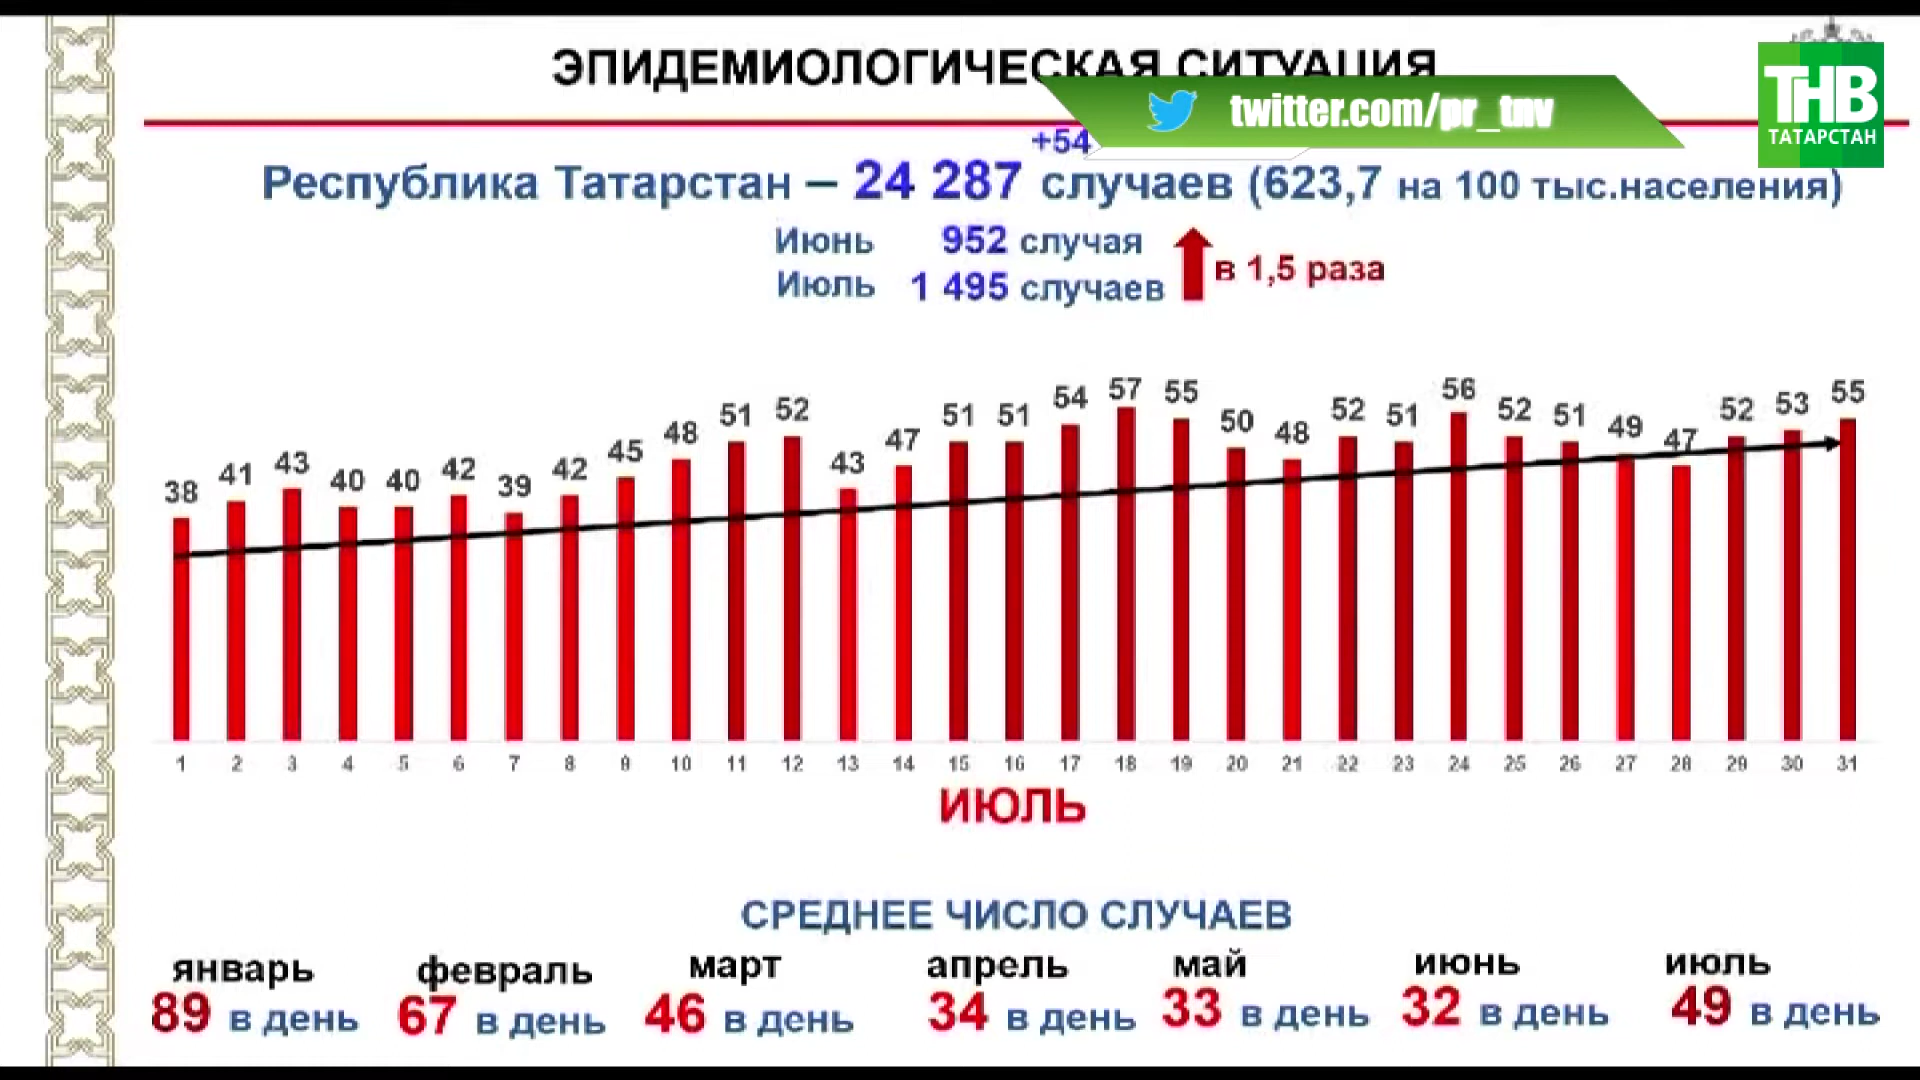 ЭПИДЕМИОЛОГИЧЕСКАЯ СИТУАЦИЯ
twitter.com/pr_tnv
ТНВ
ТАТАРСТАН
+54
Республика Татарстан – 24 287 случаев (623,7 на 100 тыс.населения)
Июнь 952 случая
Июль 1 495 случаев
в 1,5 раза
38 41 43 40 40 42 39 42 45 48 51 52 43 47 51 51 54 57 55 50 48 52 51 56 52 51 49 47 52 53 55
1 2 3 4 5 6 7 8 9 10 11 12 13 14 15 16 17 18 19 20 21 22 23 24 25 26 27 28 29 30 31
ИЮЛЬ
СРЕДНЕЕ ЧИСЛО СЛУЧАЕВ
январь февраль март апрель май июнь июль
89 в день 67 в день 46 в день 34 в день 33 в день 32 в день 49 в день